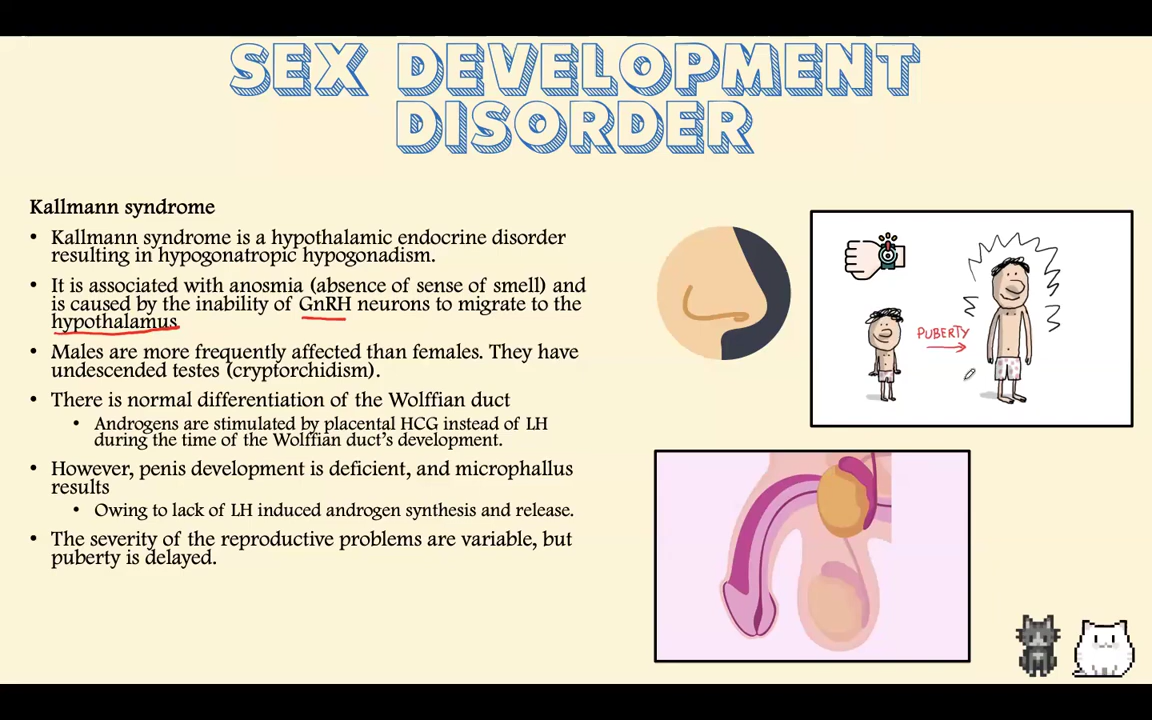 SEX DEVELOPMENT
DISORDER
Kallmann syndrome
• Kallmann syndrome is a hypothalamic endocrine disorder
resulting in hypogonatropic hypogonadism.
• It is associated with anosmia (absence of sense of smell) and
is caused by the inability of GnRH neurons to migrate to the
hypothalamus
• Males are more frequently affected than females. They have
undescended testes (cryptorchidism).
• There is normal differentiation of the Wolffian duct
• Androgens are stimulated by placental HCG instead of LH
during the time of the Wolffian duct's development.
• However, penis development is deficient, and microphallus
results
• Owing to lack of LH induced androgen synthesis and release.
• The severity of the reproductive problems are variable, but
puberty is delayed.
PUBERTY